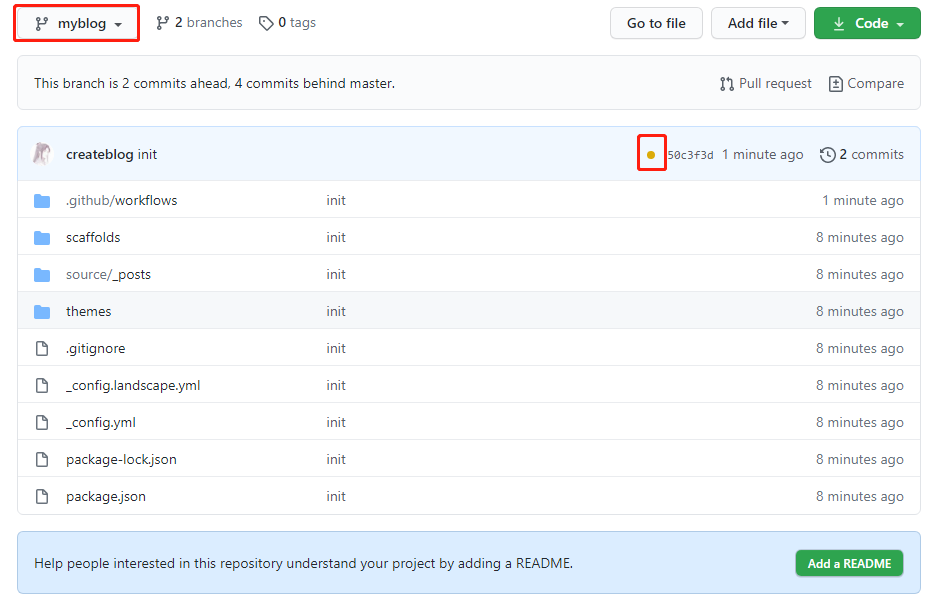 myblog 2 branches 0 tags Go to file Add file Code
This branch is 2 commits ahead, 4 commits behind master. Pull request Compare
createblog init 50c3f3d 1 minute ago 2 commits
.github/workflows init 1 minute ago
scaffolds init 8 minutes ago
source/_posts init 8 minutes ago
themes init 8 minutes ago
.gitignore init 8 minutes ago
_config.landscape.yml init 8 minutes ago
_config.yml init 8 minutes ago
package-lock.json init 8 minutes ago
package.json init 8 minutes ago
Help people interested in this repository understand your project by adding a README. Add a README